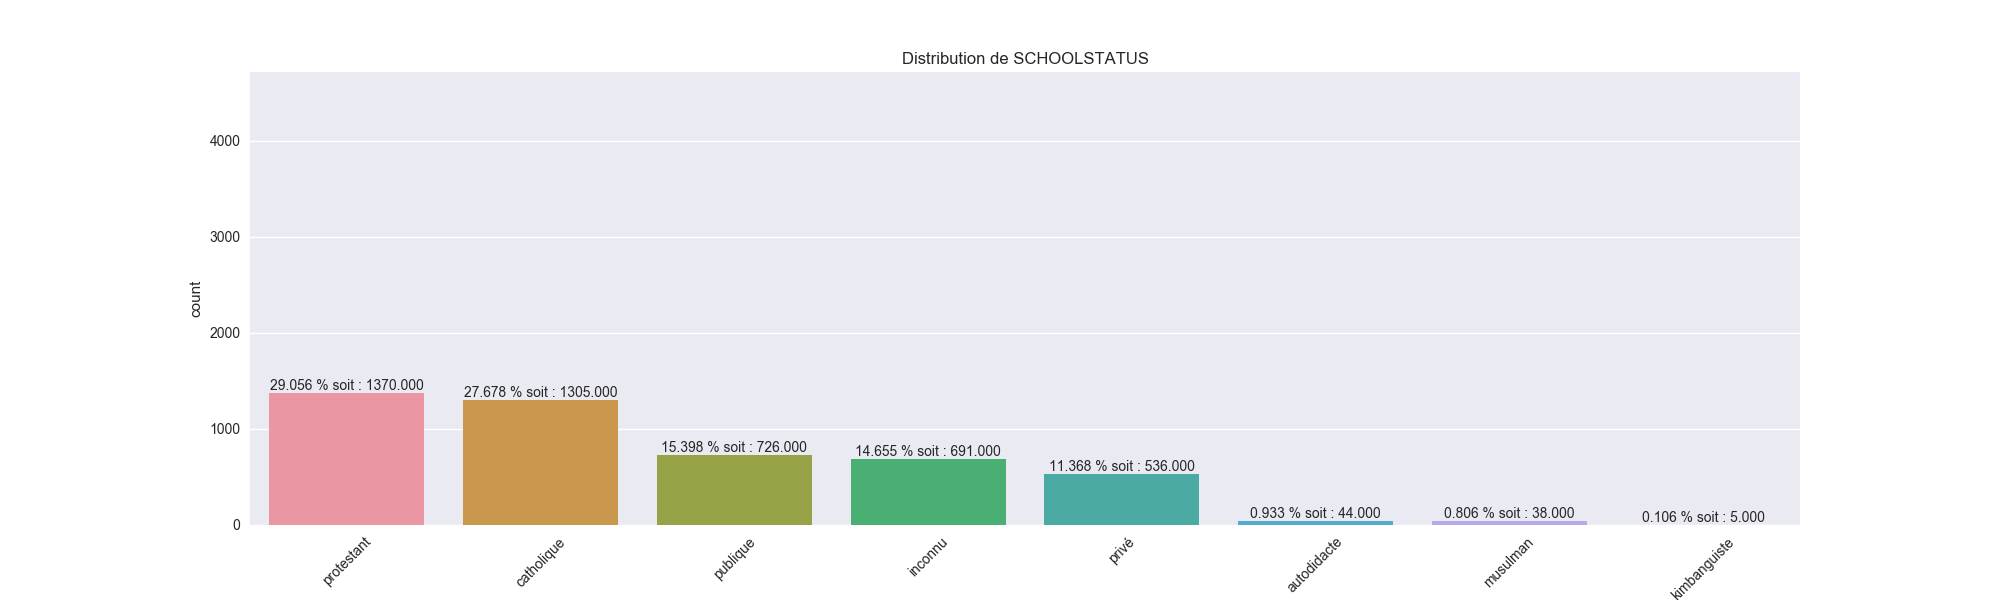 Distribution de SCHOOLSTATUS
4000
3000
2000
1000
0
count
29.056 % soit : 1370.000
27.678 % soit : 1305.000
15.398 % soit : 726.000
14.655 % soit : 691.000
11.368 % soit : 536.000
0.933 % soit : 44.000
0.806 % soit : 38.000
0.106 % soit : 5.000
protestant
catholique
publique
inconnu
privé
autodidacte
musulman
kimbanguiste